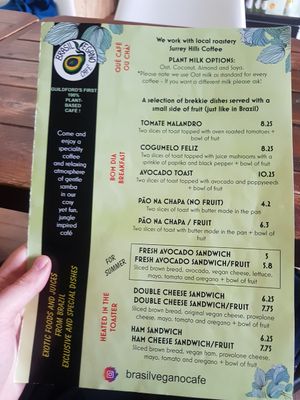 BRASIL VEGANO CAFE
GUILDFORD'S FIRST
100%
PLANT-
BASED
CAFE!
Come and
enjoy a
speciality
coffee
and relaxing
atmosphere
of gentle
samba
in our
cosy yet
fun,
jungle
inspired
café
EXOTIC FOODS AND JUICES
FROM BRAZIL
EXCLUSIVE AND SPECIAL DISHES
QUE CAFÉ
OU CHA?
We work with local roastery
Surrey Hills Coffee
PLANT MILK OPTIONS:
Oat, Coconut, Almond and Soya.
*Please note we use Oat milk as standard for every
coffee. If you want a different milk please ask!
A selection of brekkie dishes served with a
small side of fruit (just like in Brazil)
BOM DIA
BREAKFAST
TOMATE MALANDRO 8.25
Two slices of toast with oven roasted tomatoes +
bowl of fruit
COGUMELO FELIZ 8.25
Two slices of toast topped with juice mushrooms with a
sprinkle of paprika and black pepper + bowl of fruit
AVOCADO TOAST 10.25
Two slices of toast topped with avocado and poppyseeds
+ bowl of fruit
PÃO NA CHAPA (NO FRUIT) 4.2
Two slices of toast with butter made in the pan
PÃO NA CHAPA / FRUIT 6.3
Two slices of toast with butter made in the pan +
bowl of fruit
FOR
SUMMER
FRESH AVOCADO SANDWICH 5
FRESH AVOCADO SANDWICH/FRUIT 5.8
Sliced brown bread, avocado, vegan cheese, lettuce,
mayo, tomato and oregano + bowl of fruit
HEATED IN THE
TOASTER
DOUBLE CHEESE SANDWICH 6.25
DOUBLE CHEESE SANDWICH/FRUIT 7.75
Sliced brown bread, original vegan cheese, provalone
cheese, mayo, tomato and oregano + bowl of fruit
HAM SANDWICH 6.25
HAM CHEESE SANDWICH/FRUIT 7.75
Sliced brown bread, vegan ham, provalone cheese,
mayo, tomato and oregano + bowl of fruit
brasilveganocafe